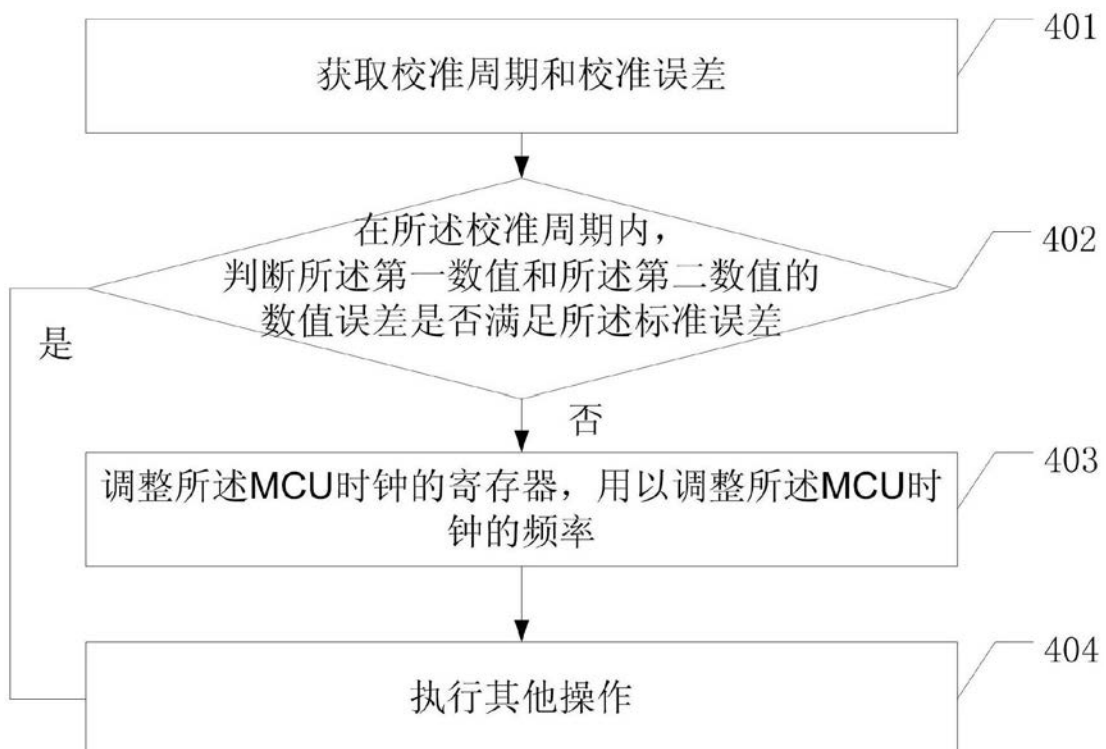 401
获取校准周期和校准误差
402
在所述校准周期内，
判断所述第一数值和所述第二数值的
数值误差是否满足所述标准误差
是
否
403
调整所述MCU时钟的寄存器，用以调整所述MCU时
钟的频率
404
执行其他操作